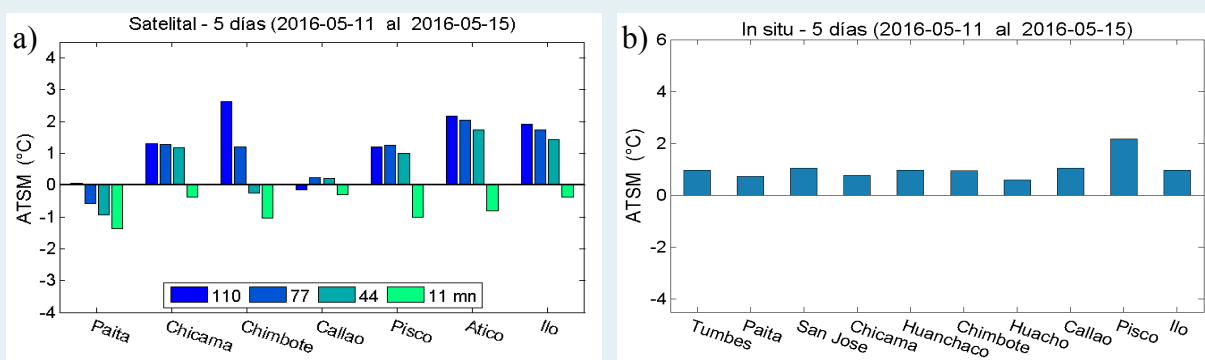 a)
Satelital - 5 días (2016-05-11 al 2016-05-15)
ATSM (°C)
4
3
2
1
0
-1
-2
-3
-4
110 77 44 11 mn
Paita Chicama Chimbote Callao Pisco Atico Ilo
b)
In situ - 5 días (2016-05-11 al 2016-05-15)
ATSM (°C)
6
4
2
0
-2
-4
Tumbes Paita San Jose Chicama Huanchaco Chimbote Huacho Callao Pisco Ilo